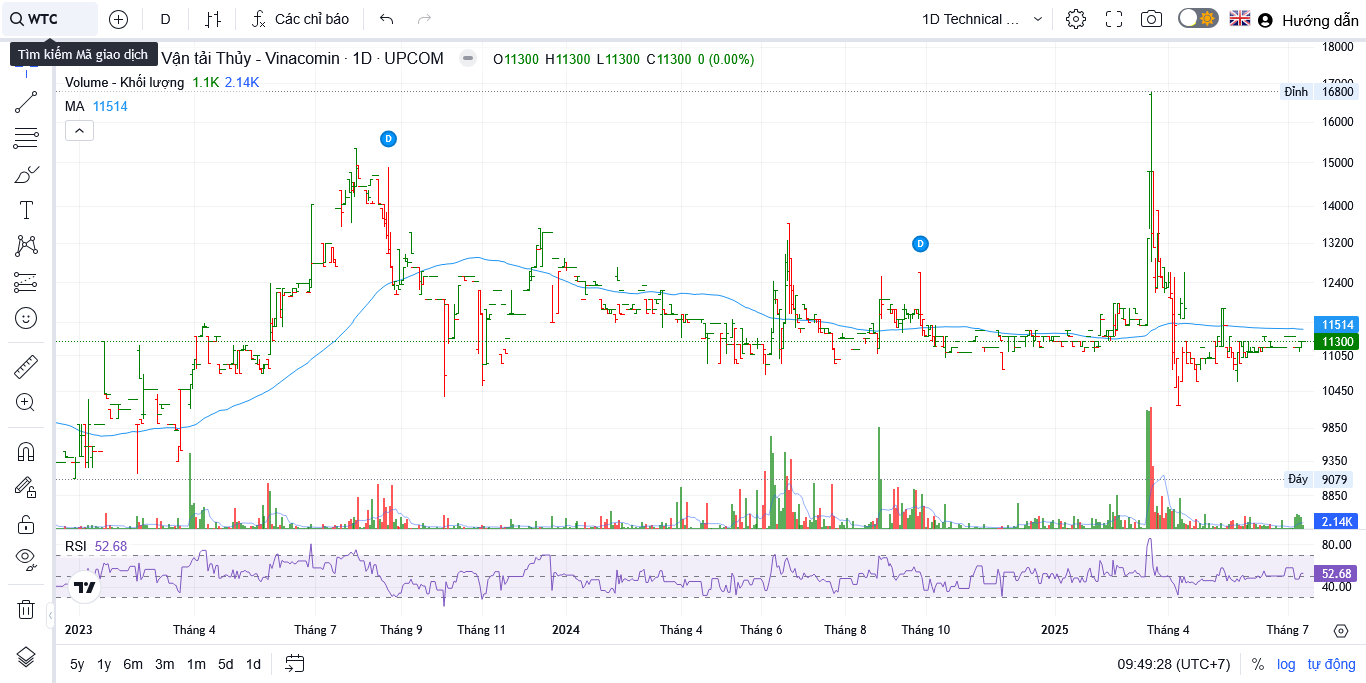 WTC D Các chỉ báo 1D Technical ... Hướng dẫn
Tìm kiếm Mã giao dịch Vận tải Thủy - Vinacomin · 1D · UPCOM O11300 H11300 L11300 C11300 0 (0.00%)
Volume - Khối lượng 1.1K 2.14K
MA 11514
D
D
18000
17000
Đỉnh 16800
16000
15000
14000
13200
12400
11514
11300
11050
10450
9850
9350
Đáy 9079
8850
2.14K
RSI 52.68
80.00
52.68
40.00
2023 Tháng 4 Tháng 7 Tháng 9 Tháng 11 2024 Tháng 4 Tháng 6 Tháng 8 Tháng 10 2025 Tháng 4 Tháng 7
5y 1y 6m 3m 1m 5d 1d 09:49:28 (UTC+7) % log tự động